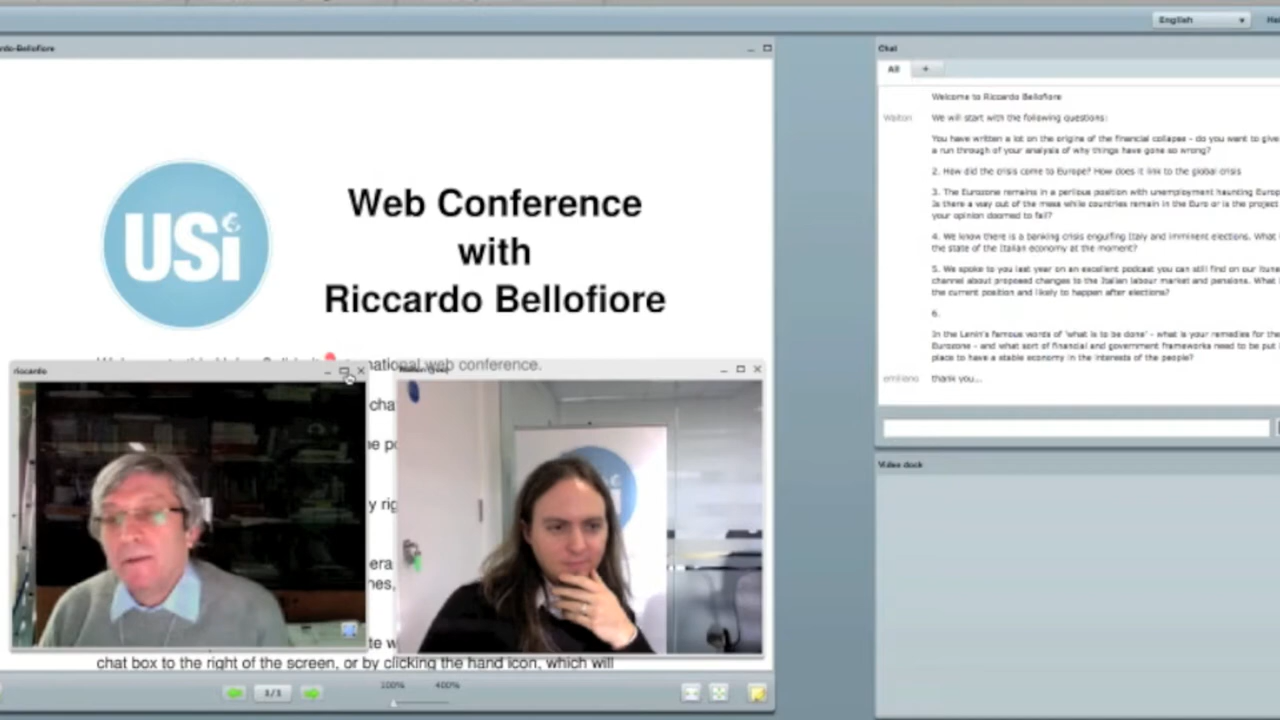 English
rdo-Bellofiore
Chat
All
+
USi
Web Conference
with
Riccardo Bellofiore
national web conference.
riccardo
chat box to the right of the screen, or by clicking the hand icon, which will
1/1
100%
400%
Welcome to Riccardo Bellofiore
Walton
We will start with the following questions:
You have written a lot on the origins of the financial collapse - do you want to give
a run through of your analysis of why things have gone so wrong?
2. How did the crisis come to Europe? How does it link to the global crisis
3. The Eurozone remains in a perilous position with unemployment haunting Europ
Is there a way out of the mess while countries remain in the Euro or is the project
your opinion doomed to fail?
4. We know there is a banking crisis engulfing Italy and imminent elections. What
the state of the Italian economy at the moment?
5. We spoke to you last year on an excellent podcast you can still find on our itune
channel about proposed changes to the Italian labour market and pensions. What
the current position and likely to happen after elections?
6.
In the Lenin's famous words of 'what is to be done' - what is your remedies for the
Eurozone - and what sort of financial and government frameworks need to be put
place to have a stable economy in the interests of the people?
emiliano
thank you...
Video dock